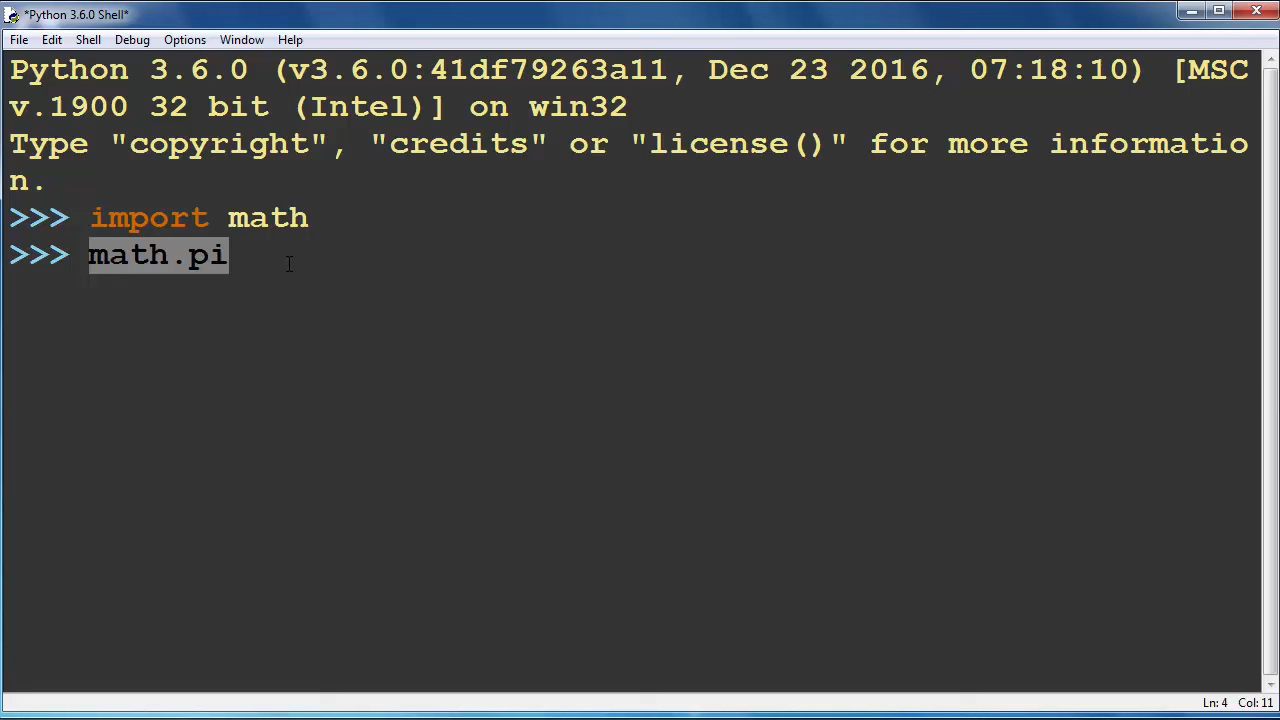 *Python 3.6.0 Shell*
File Edit Shell Debug Options Window Help
Python 3.6.0 (v3.6.0:41df79263a11, Dec 23 2016, 07:18:10) [MSC
v.1900 32 bit (Intel)] on win32
Type "copyright", "credits" or "license()" for more informatio
n.
>>> import math
>>> math.pi
Ln: 4 Col: 11